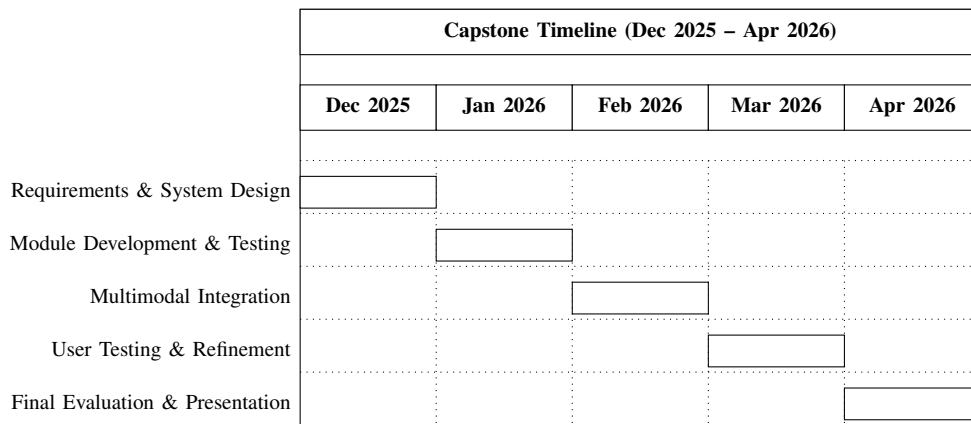 Capstone Timeline (Dec 2025 – Apr 2026)
Dec 2025 Jan 2026 Feb 2026 Mar 2026 Apr 2026
Requirements & System Design
Module Development & Testing
Multimodal Integration
User Testing & Refinement
Final Evaluation & Presentation